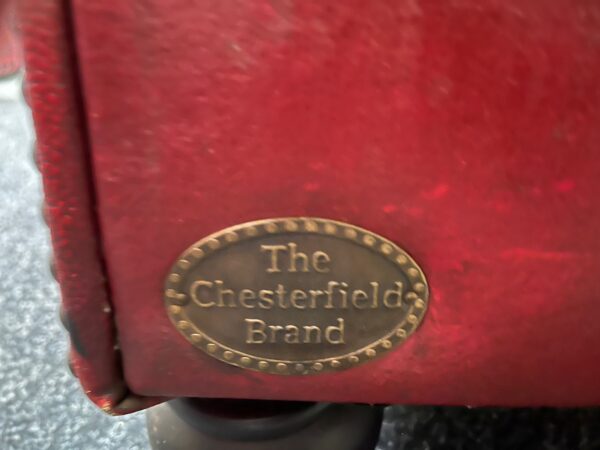 The
Chesterfield
Brand